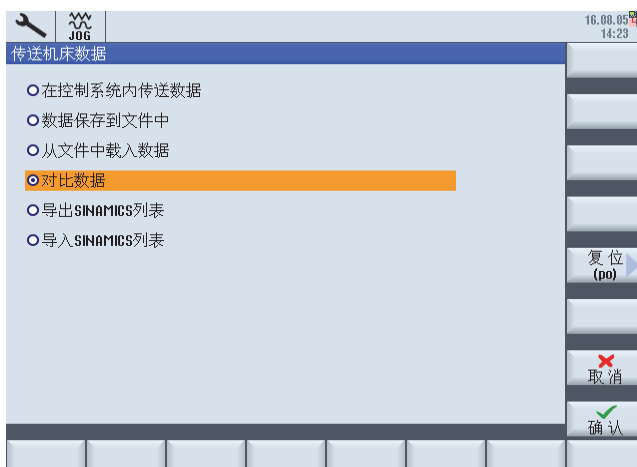 JOG
16.08.05
14:23
传送机床数据
在控制系统内传送数据
数据保存到文件中
从文件中载入数据
对比数据
导出SINAMICS列表
导入SINAMICS列表
复位
(po)
取消
确认